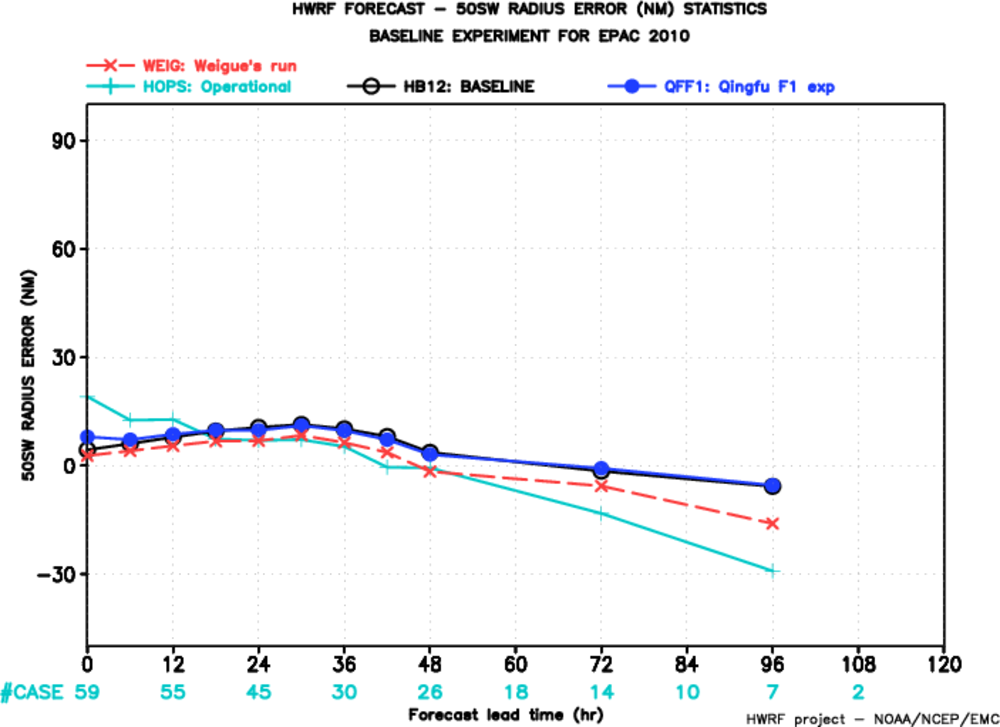 HWRF FORECAST – 50SW RADIUS ERROR (NM) STATISTICS
BASELINE EXPERIMENT FOR EPAC 2010
WEIG: Weigue's run
HOPS: Operational HB12: BASELINE QFF1: Qingfu F1 exp
90
60
30
0
−30
50SW RADIUS ERROR (NM)
0 12 24 36 48 60 72 84 96 108 120
#CASE 59 55 45 30 26 18 14 10 7 2
Forecast lead time (hr)
HWRF project – NOAA/NCEP/EMC